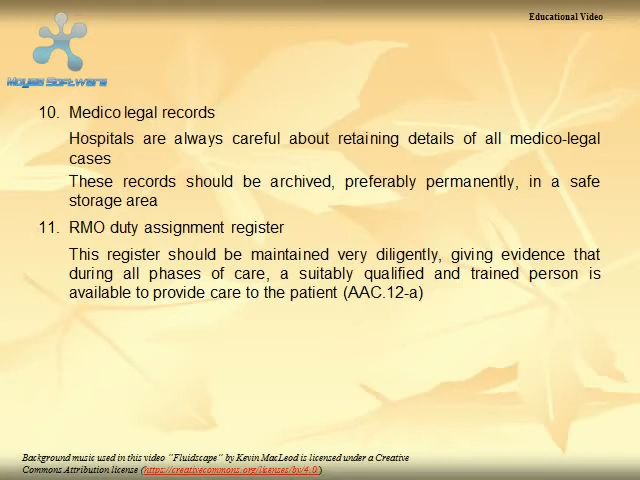 Educational Video
Moyea Software
10. Medico legal records
Hospitals are always careful about retaining details of all medico-legal
cases
These records should be archived, preferably permanently, in a safe
storage area
11. RMO duty assignment register
This register should be maintained very diligently, giving evidence that
during all phases of care, a suitably qualified and trained person is
available to provide care to the patient (AAC.12-a)
Background music used in this video "Fluidscape" by Kevin MacLeod is licensed under a Creative
Commons Attribution license (https://creativecommons.org/licenses/by/4.0/)